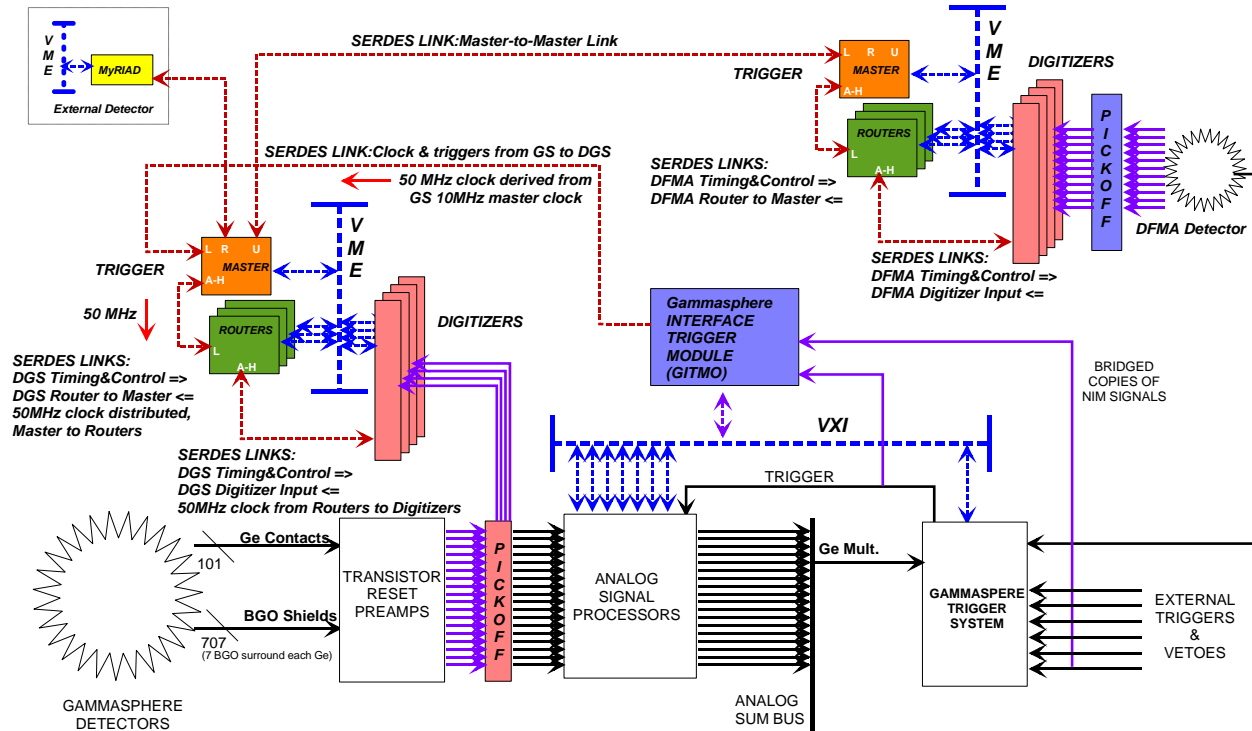 V
M
E
MyRIAD
External Detector
SERDES LINK:Master-to-Master Link
TRIGGER
L R U
MASTER
A-H
ROUTERS
L
A-H
V
M
E
DIGITIZERS
P
I
C
K
O
F
F
DFMA Detector
SERDES LINKS:
DFMA Timing&Control =>
DFMA Router to Master <=
SERDES LINKS:
DFMA Timing&Control =>
DFMA Digitizer Input <=
SERDES LINK:Clock & triggers from GS to DGS
50 MHz clock derived from
GS 10MHz master clock
L R U
MASTER
A-H
TRIGGER
50 MHz
ROUTERS
L
A-H
V
M
E
DIGITIZERS
SERDES LINKS:
DGS Timing&Control =>
DGS Router to Master <=
50MHz clock distributed,
Master to Routers
SERDES LINKS:
DGS Timing&Control =>
DGS Digitizer Input <=
50MHz clock from Routers to Digitizers
Gammasphere
INTERFACE
TRIGGER
MODULE
(GITMO)
BRIDGED
COPIES OF
NIM SIGNALS
VXI
TRIGGER
Ge Contacts
101
BGO Shields
707
(7 BGO surround each Ge)
GAMMASPHERE
DETECTORS
TRANSISTOR
RESET
PREAMPS
P
I
C
K
O
F
F
ANALOG
SIGNAL
PROCESSORS
Ge Mult.
ANALOG
SUM BUS
GAMMASPERE
TRIGGER
SYSTEM
EXTERNAL
TRIGGERS
&
VETOES